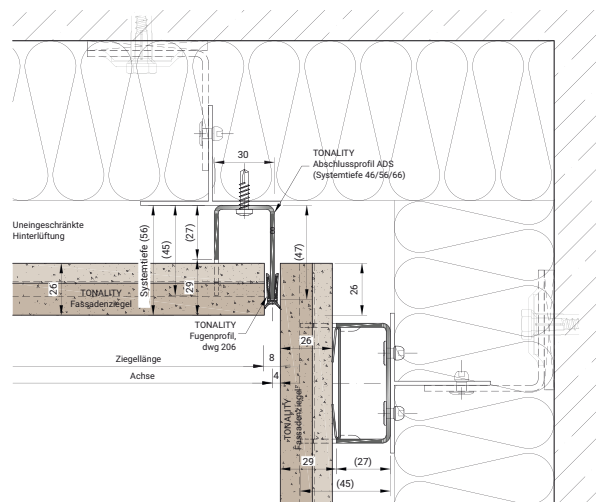 30
TONALITY
Abschlussprofil ADS
(Systemtiefe 46/56/66)
Uneingeschränkte
Hinterlüftung
Systemtiefe (56)
(45)
(27)
(47)
8
26
TONALITY
Fassadenziegel
29
26
TONALITY
Fugenprofil,
dwg 206
26
Ziegellänge
8
Achse
4
TONALITY
Fassadenziegel
29
(27)
(45)